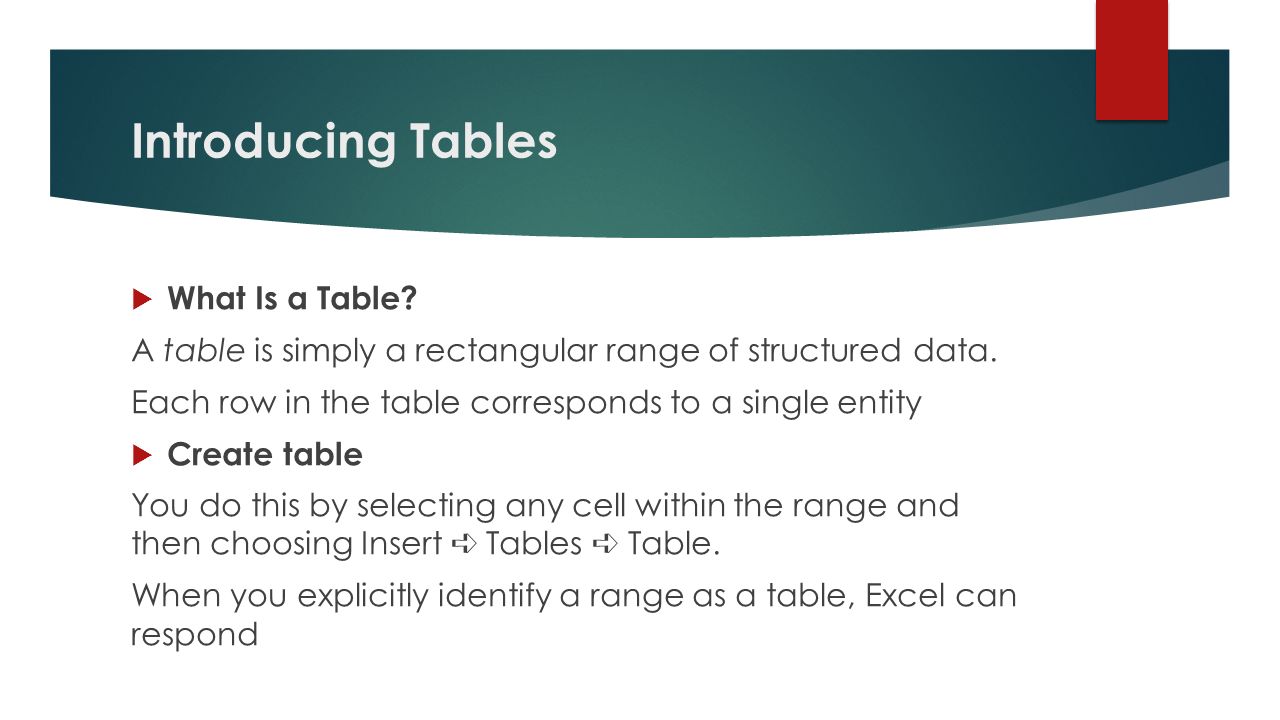 Introducing Tables
What Is a Table?
A table is simply a rectangular range of structured data.
Each row in the table corresponds to a single entity
Create table
You do this by selecting any cell within the range and
then choosing Insert ➪ Tables ➪ Table.
When you explicitly identify a range as a table, Excel can
respond